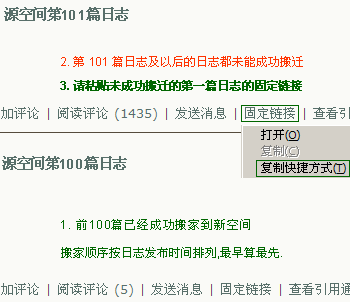 源空间第101篇日志
2. 第 101 篇日志及以后的日志都未能成功搬迁
3. 请粘贴未成功搬迁的第一篇日志的固定链接
加评论 | 阅读评论 (1435) | 发送消息 | 固定链接 | 查看引
打开(O)
复制(C)
复制快捷方式(T)
源空间第100篇日志
1. 前100篇已经成功搬家到新空间
搬家顺序按日志发布时间排列,最早算最先.
加评论 | 阅读评论 (5) | 发送消息 | 固定链接 | 查看引用通